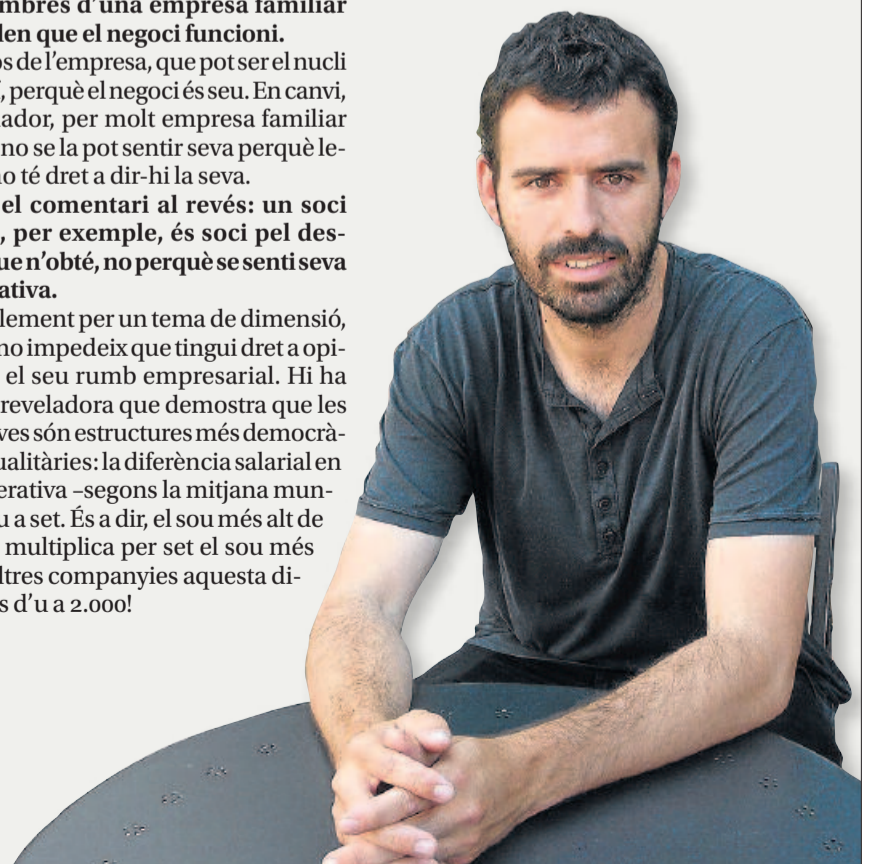 mbres d’una empresa familiar
len que el negoci funcioni.
os de l’empresa, que pot ser el nucli
, perquè el negoci és seu. En canvi,
ador, per molt empresa familiar
no se la pot sentir seva perquè le-
no té dret a dir-hi la seva.
el comentari al revés: un soci
, per exemple, és soci pel des-
ue n’obté, no perquè se senti seva
ativa.
lement per un tema de dimensió,
no impedeix que tingui dret a opi-
el seu rumb empresarial. Hi ha
reveladora que demostra que les
ves són estructures més democrà-
ualitàries: la diferència salarial en
erativa –segons la mitjana mun-
u a set. És a dir, el sou més alt de
multiplica per set el sou més
ltres companyies aquesta di-
s d’u a 2.000!